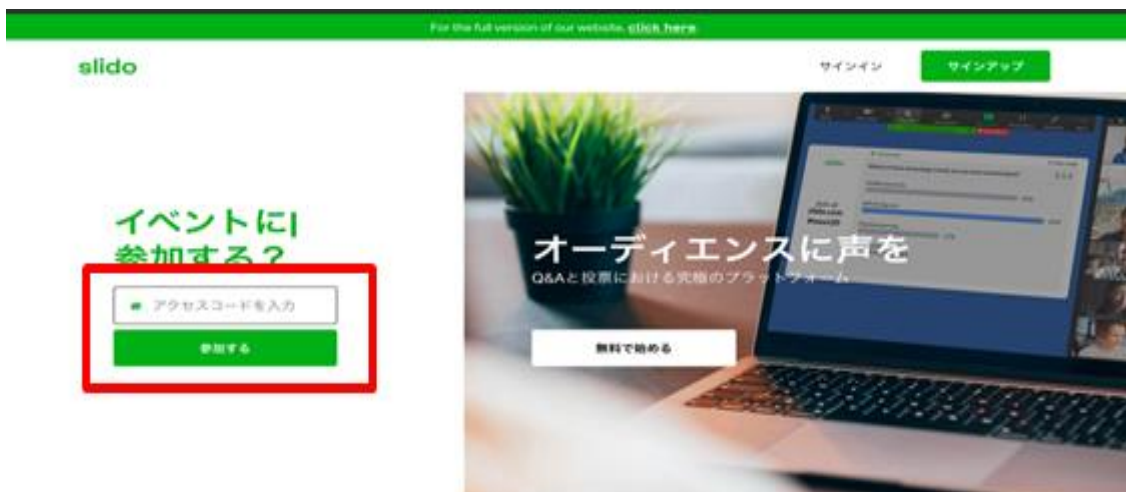 For the full version of our website, click here.
slido
サインイン
サインアップ
イベントに
参加する？
アクセスコードを入力
参加する
オーディエンスに声を
Q&Aと投票における究極のプラットフォーム
無料で始める